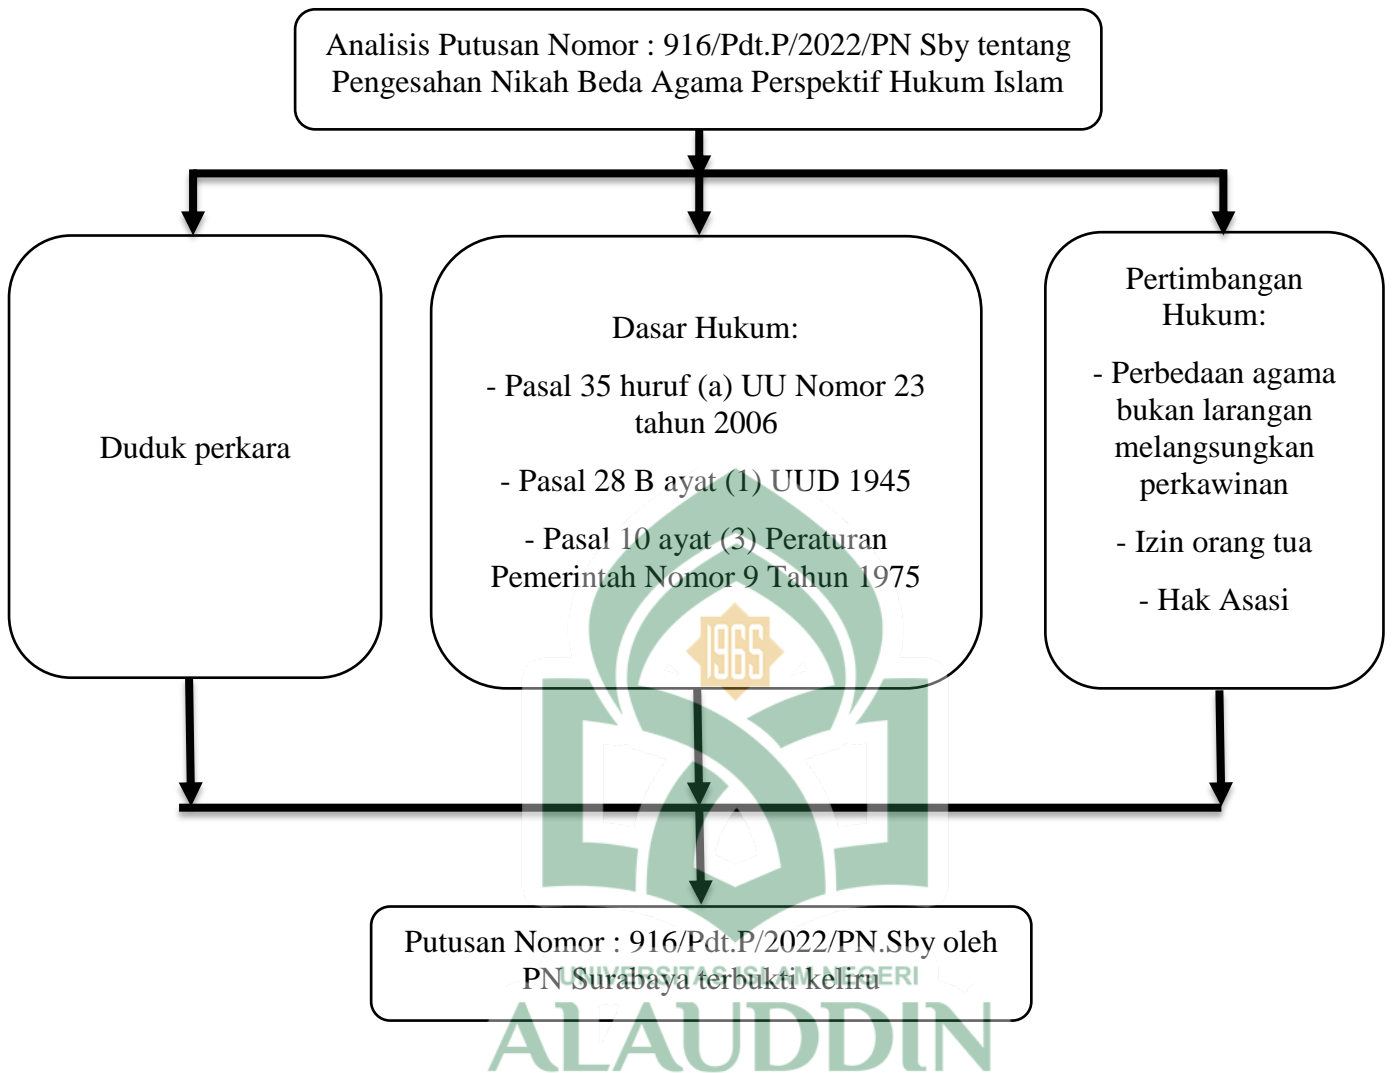 Analisis Putusan Nomor : 916/Pdt.P/2022/PN Sby tentang
Pengesahan Nikah Beda Agama Perspektif Hukum Islam
Duduk perkara
Dasar Hukum:
- Pasal 35 huruf (a) UU Nomor 23
tahun 2006
- Pasal 28 B ayat (1) UUD 1945
- Pasal 10 ayat (3) Peraturan
Pemerintah Nomor 9 Tahun 1975
Pertimbangan
Hukum:
- Perbedaan agama
bukan larangan
melangsungkan
perkawinan
- Izin orang tua
- Hak Asasi
1965
Putusan Nomor : 916/Pdt.P/2022/PN.Sby oleh
PN Surabaya terbukti keliru
UNIVERSITAS ISLAM NEGERI
ALAUDDIN